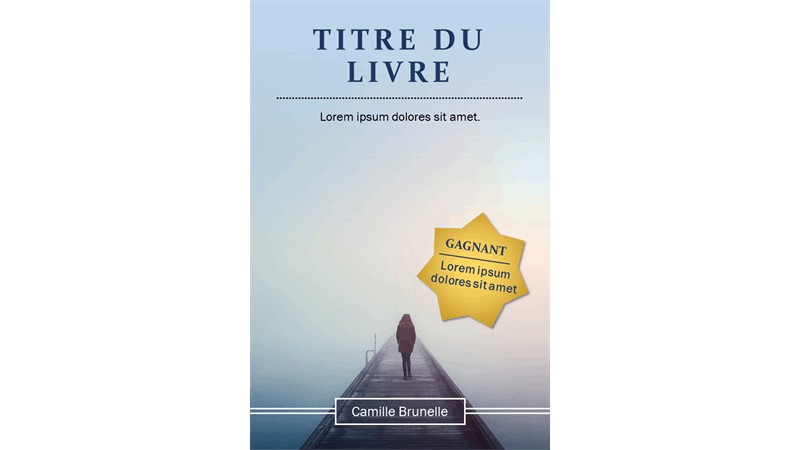 TITRE DU
LIVRE
Lorem ipsum dolores sit amet.
GAGNANT
Lorem ipsum
dolores sit amet
Camille Brunelle